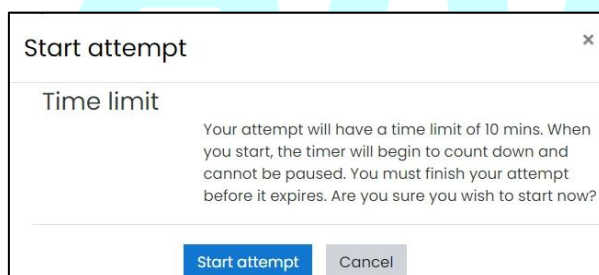 Start attempt
×
Time limit
Your attempt will have a time limit of 10 mins. When
you start, the timer will begin to count down and
cannot be paused. You must finish your attempt
before it expires. Are you sure you wish to start now?
Start attempt Cancel